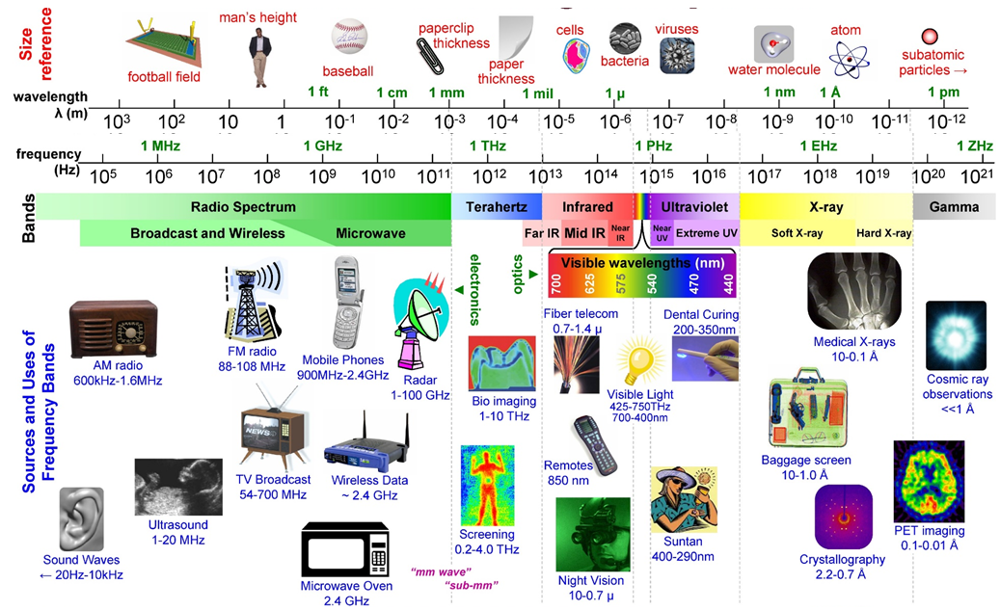 Size
reference
football field
man's height
baseball
paperclip
thickness
paper
thickness
cells
bacteria
viruses
water molecule
atom
subatomic
particles →
wavelength
λ (m)
1 ft
1 cm
1 mm
1 mil
1 μ
1 nm
1 Å
1 pm
10³
10²
10
1
10⁻¹
10⁻²
10⁻³
10⁻⁴
10⁻⁵
10⁻⁶
10⁻⁷
10⁻⁸
10⁻⁹
10⁻¹⁰
10⁻¹¹
10⁻¹²
frequency
(Hz)
1 MHz
1 GHz
1 THz
1 PHz
1 EHz
1 ZHz
10⁵
10⁶
10⁷
10⁸
10⁹
10¹⁰
10¹¹
10¹²
10¹³
10¹⁴
10¹⁵
10¹⁶
10¹⁷
10¹⁸
10¹⁹
10²⁰
10²¹
Bands
Radio Spectrum
Terahertz
Infrared
Ultraviolet
X-ray
Gamma
Broadcast and Wireless
Microwave
Far IR
Mid IR
Near
IR
Near
UV
Extreme UV
Soft X-ray
Hard X-ray
electronics
optics
Visible wavelengths (nm)
700
625
575
540
470
440
Sources and Uses of
Frequency Bands
AM radio
600kHz-1.6MHz
FM radio
88-108 MHz
Mobile Phones
900MHz-2.4GHz
Radar
1-100 GHz
Bio imaging
1-10 THz
Fiber telecom
0.7-1.4 μ
Visible Light
425-750THz
700-400nm
Dental Curing
200-350nm
Medical X-rays
10-0.1 Å
Cosmic ray
observations
<<1 Å
NEWS
TV Broadcast
54-700 MHz
Wireless Data
~ 2.4 GHz
Remotes
850 nm
Baggage screen
10-1.0 Å
Sound Waves
← 20Hz-10kHz
Ultrasound
1-20 MHz
Microwave Oven
2.4 GHz
"mm wave"
"sub-mm"
Screening
0.2-4.0 THz
Night Vision
10-0.7 μ
Suntan
400-290nm
Crystallography
2.2-0.7 Å
PET imaging
0.1-0.01 Å